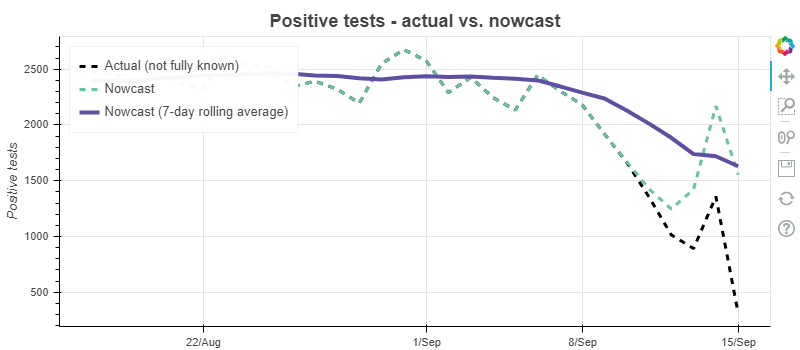 Positive tests - actual vs. nowcast
Actual (not fully known)
Nowcast
Nowcast (7-day rolling average)
Positive tests
2500
2000
1500
1000
500
22/Aug
1/Sep
8/Sep
15/Sep